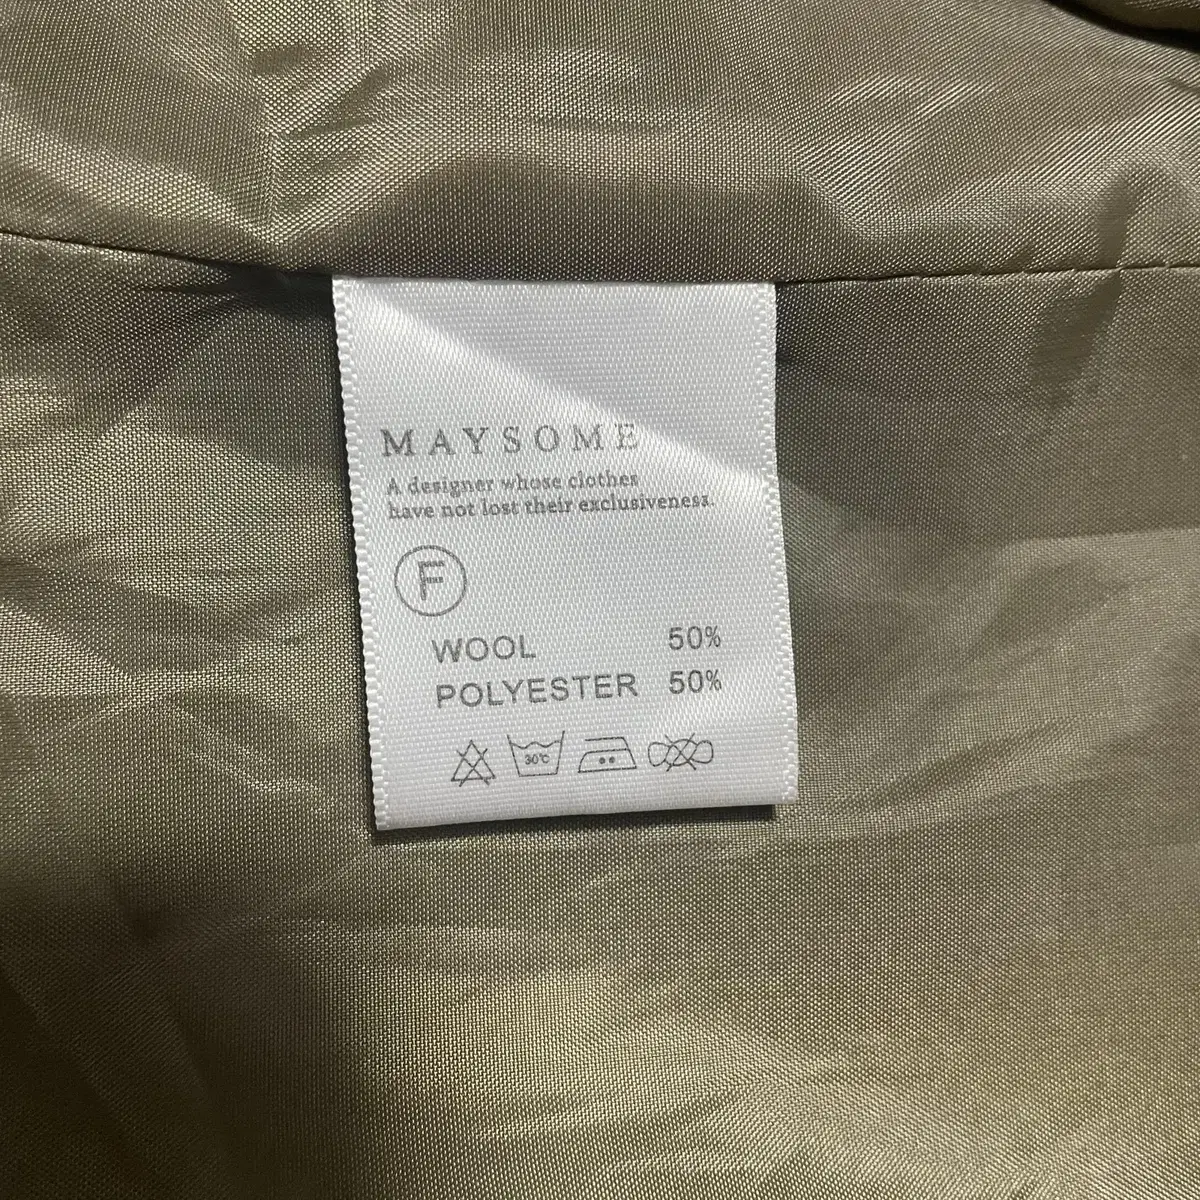 MAYSOME
A designer whose clothes
have not lost their exclusiveness.
F
WOOL 50%
POLYESTER 50%
30℃